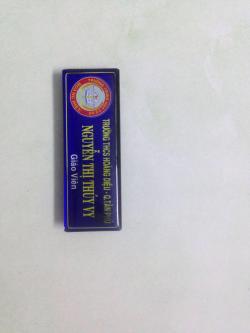 TRƯỜNG THCS HOÀNG DIỆU - Q.TÂN PHÚ
NGUYỄN THỊ THÚY VY
Giáo Viên